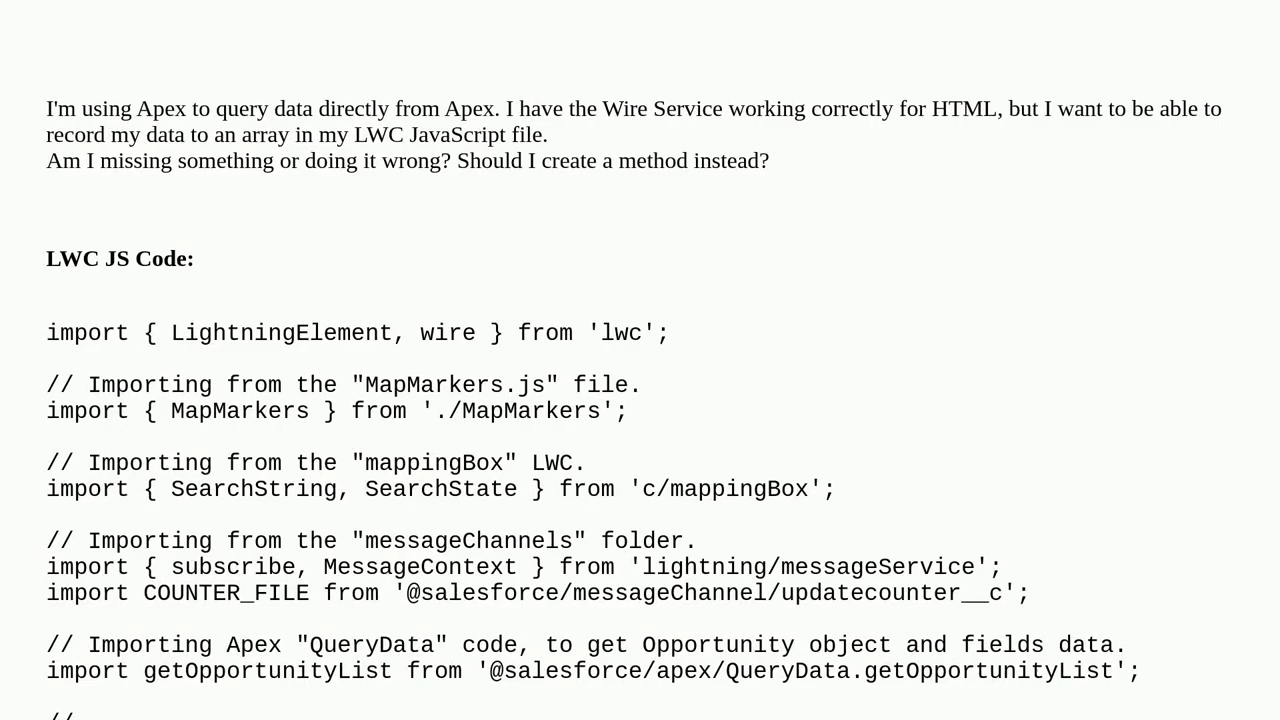 I'm using Apex to query data directly from Apex. I have the Wire Service working correctly for HTML, but I want to be able to
record my data to an array in my LWC JavaScript file.
Am I missing something or doing it wrong? Should I create a method instead?
LWC JS Code:
import { LightningElement, wire } from 'lwc';
// Importing from the "MapMarkers.js" file.
import { MapMarkers } from './MapMarkers';
// Importing from the "mappingBox" LWC.
import { SearchString, SearchState } from 'c/mappingBox';
// Importing from the "messageChannels" folder.
import { subscribe, MessageContext } from 'lightning/messageService';
import COUNTER_FILE from '@salesforce/messageChannel/updatecounter__c';
// Importing Apex "QueryData" code, to get Opportunity object and fields data.
import getOpportunityList from '@salesforce/apex/QueryData.getOpportunityList';
//